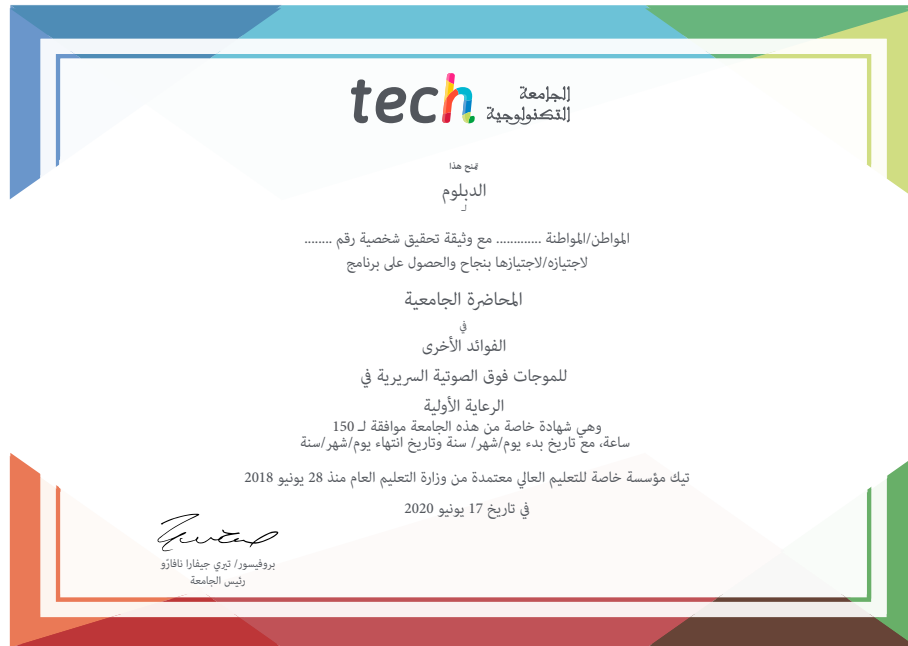 tech الجامعة
التكنولوجية
تمنح هذا
الدبلوم
لـ
المواطن/المواطنة ............. مع وثيقة تحقيق شخصية رقم ........
لاجتيازه/لاجتيازها بنجاح والحصول على برنامج
المحاضرة الجامعية
في
الفوائد الأخرى
للموجات فوق الصوتية السريرية في
الرعاية الأولية
وهي شهادة خاصة من هذه الجامعة موافقة لـ 150
ساعة، مع تاريخ بدء يوم/شهر/ سنة وتاريخ انتهاء يوم/شهر/سنة
تيك مؤسسة خاصة للتعليم العالي معتمدة من وزارة التعليم العام منذ 28 يونيو 2018
في تاريخ 17 يونيو 2020
بروفيسور/ تيري جيفارا نافارّو
رئيس الجامعة